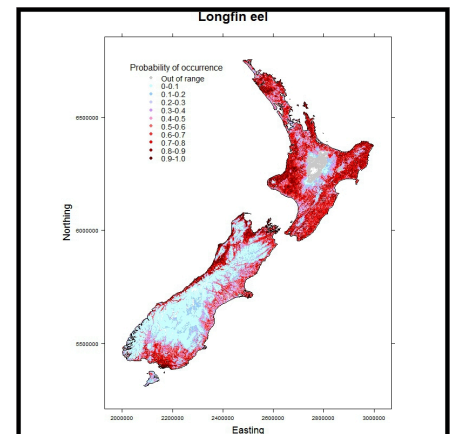 Longfin eel
Probability of occurrence
Out of range
0-0.1
0.1-0.2
0.2-0.3
0.3-0.4
0.4-0.5
0.5-0.6
0.6-0.7
0.7-0.8
0.8-0.9
0.9-1.0
Northing
6500000
6000000
5500000
2000000 2200000 2400000 2600000 2800000 3000000
Easting